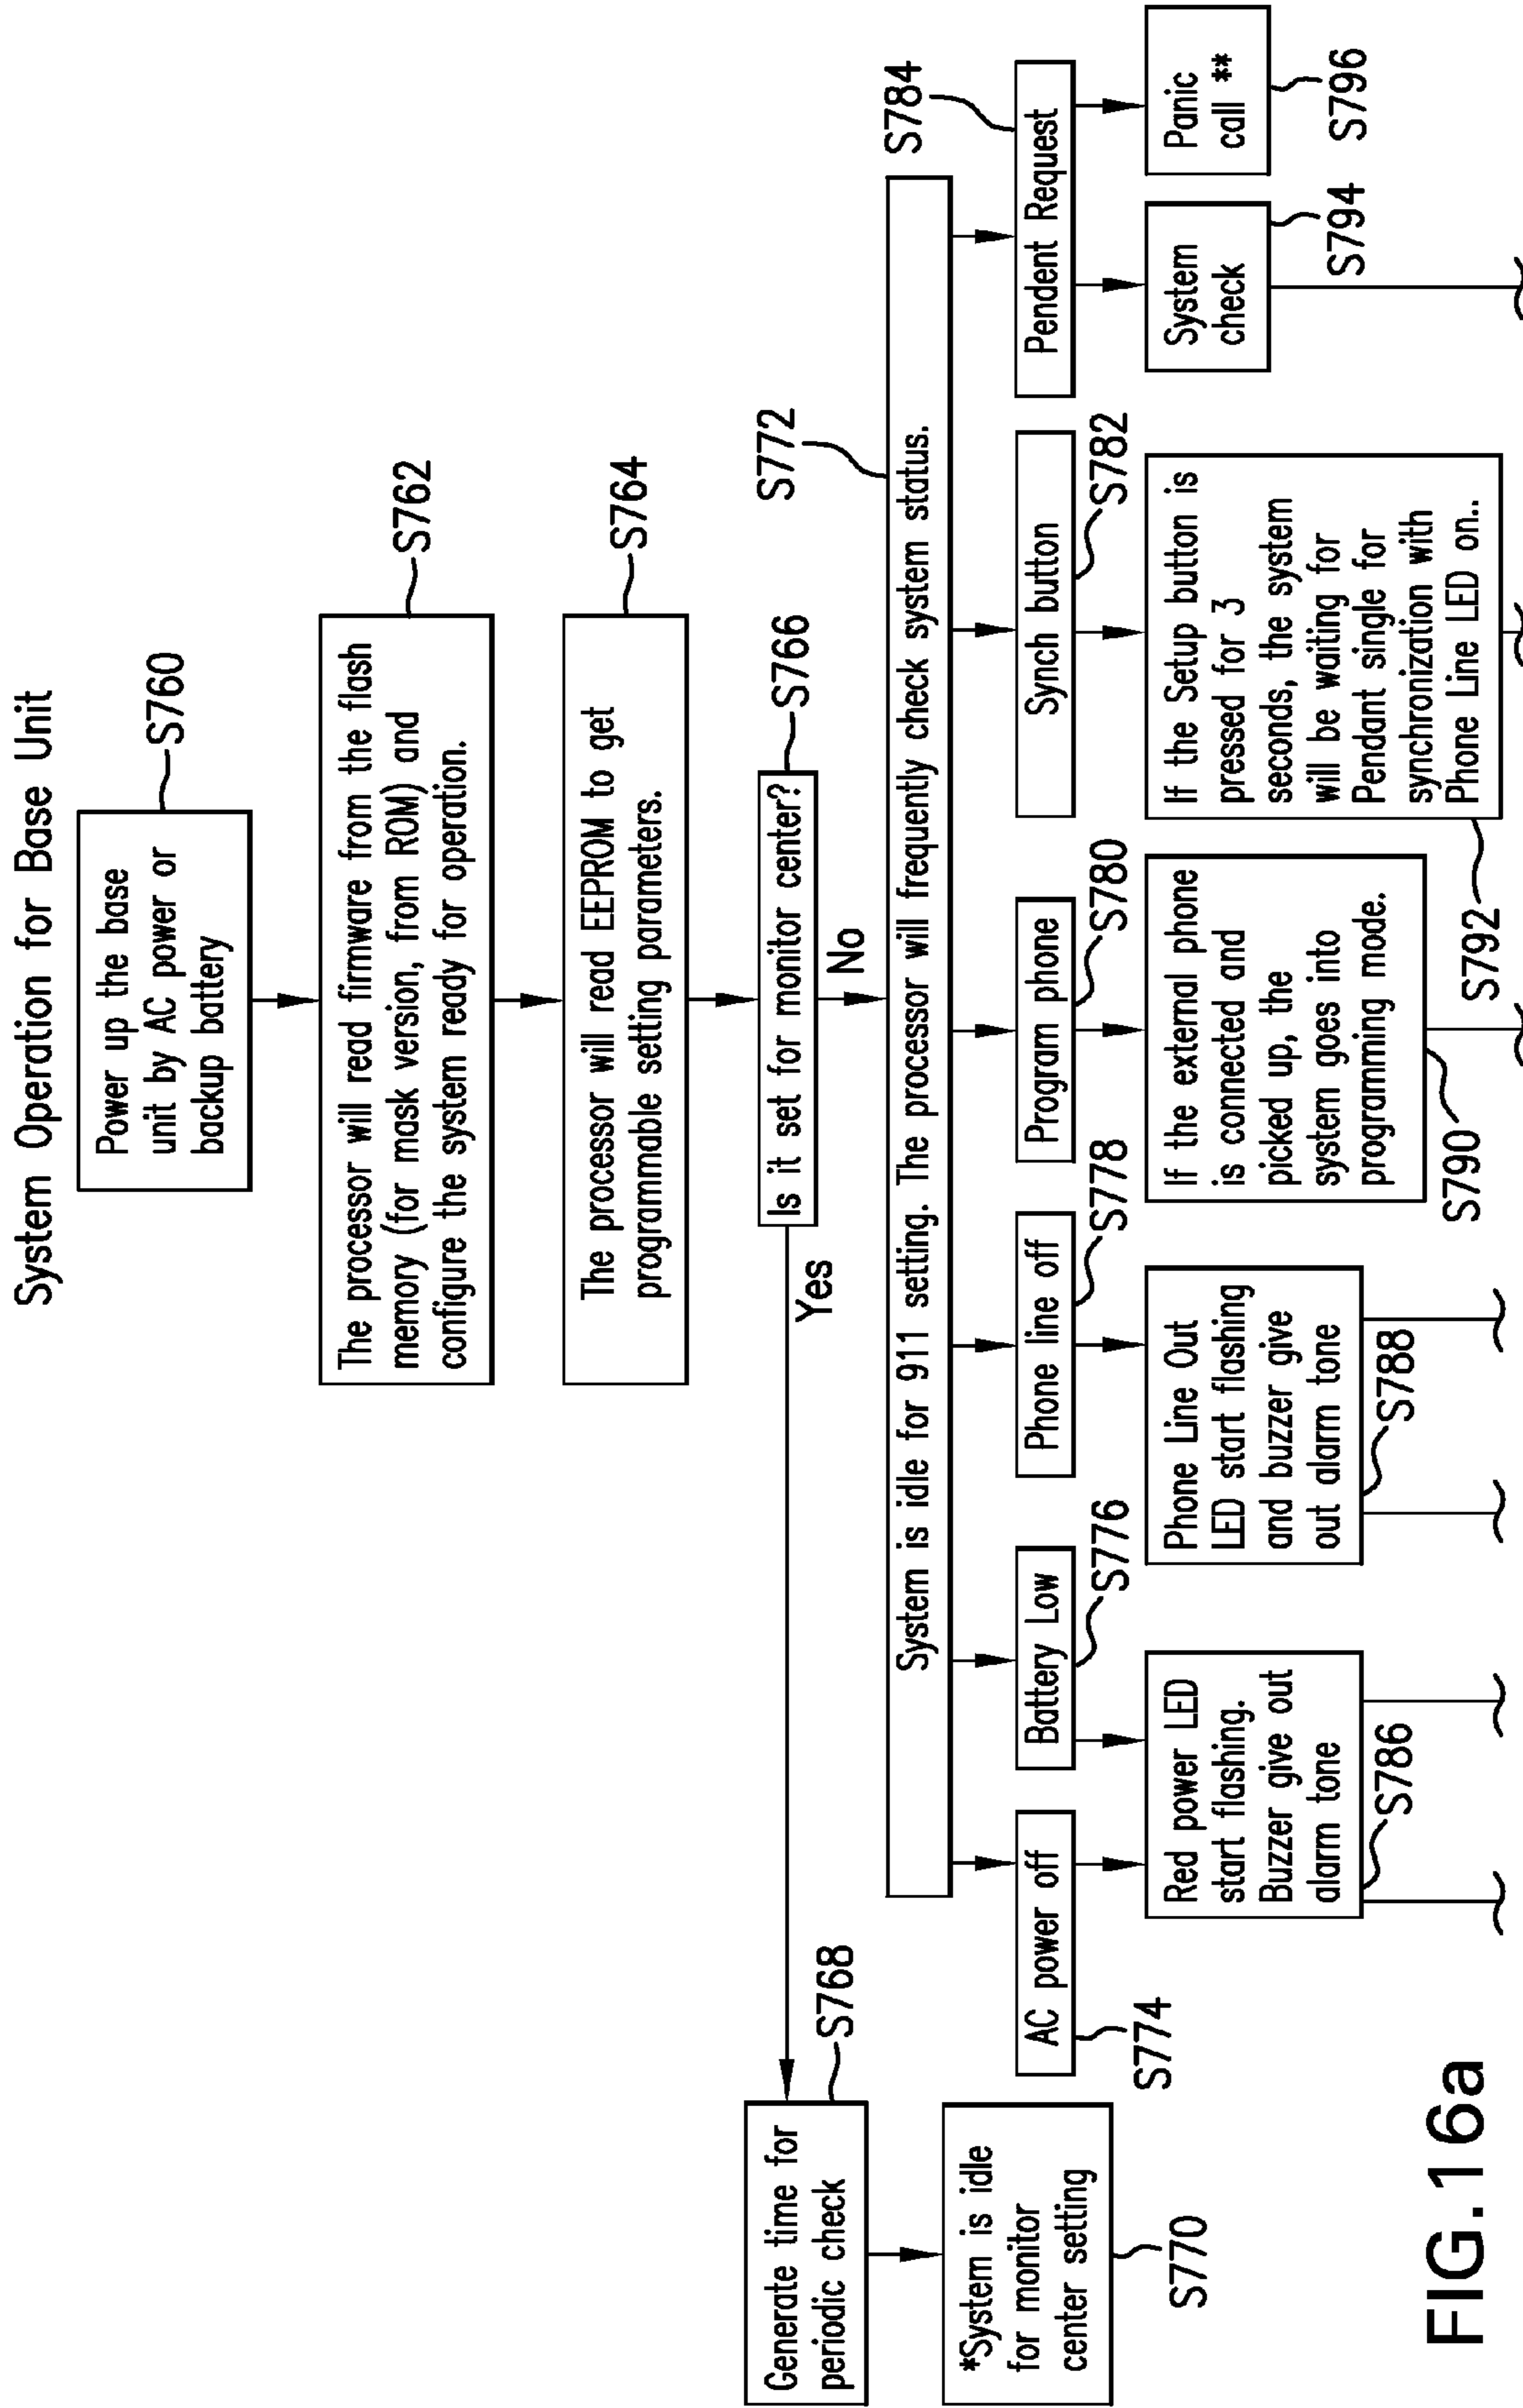 System Operation for Base Unit
Power up the base
unit by AC power or
backup battery
S760
The processor will read firmware from the flash
memory (for mask version, from ROM) and
configure the system ready for operation.
S762
The processor will read EEPROM to get
programmable setting parameters.
S764
Is it set for monitor center?
S766
Yes
No
Generate time for
periodic check
S768
*System is idle
for monitor
center setting
S770
System is idle for 911 setting. The processor will frequently check system status.
S772
AC power off
S774
Battery Low
S776
Phone line off
S778
Program phone
S780
Synch button
S782
Pendent Request
S784
Red power LED
start flashing.
Buzzer give out
alarm tone
S786
Phone Line Out
LED start flashing
and buzzer give
out alarm tone
S788
If the external phone
is connected and
picked up, the
system goes into
programming mode.
S790
If the Setup button is
pressed for 3
seconds, the system
will be waiting for
Pendant single for
synchronization with
Phone Line LED on..
S792
System
check
S794
Panic
call **
S796
FIG.16a